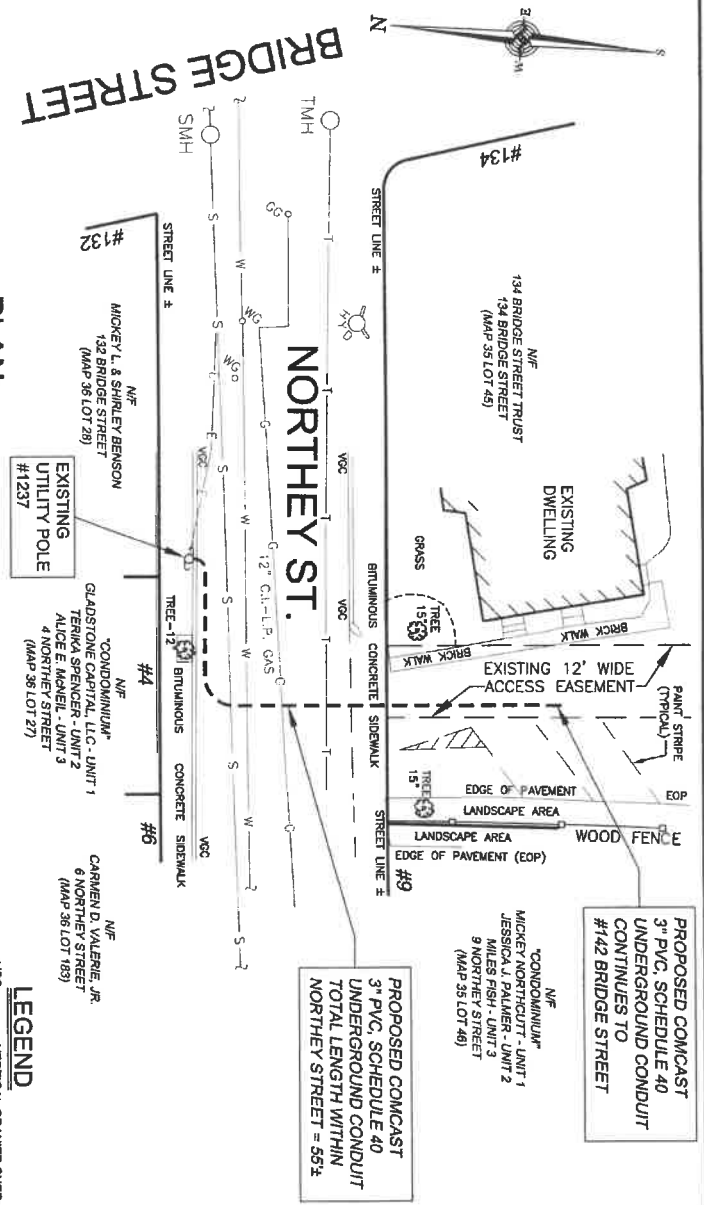 BRIDGE STREET
N
E
S
W
#134
STREET LINE ±
TMH
T
T
T
T
T
SMH
S
S
S
S
S
S
W
W
W
W
GG
G
G
G
WG
WG
HYD
E
E
#132
STREET LINE ±
N/F
134 BRIDGE STREET TRUST
134 BRIDGE STREET
(MAP 35 LOT 45)
EXISTING
DWELLING
GRASS
TREE
15"
BRICK WALK
BRICK WALK
EXISTING 12' WIDE
ACCESS EASEMENT
PAINT STRIPE
(TYPICAL)
EOP
EDGE OF PAVEMENT
LANDSCAPE AREA
TREE
15"
LANDSCAPE AREA
WOOD FENCE
EDGE OF PAVEMENT (EOP)
NORTHEY ST.
VGC
VGC
BITUMINOUS CONCRETE SIDEWALK
STREET LINE ±
#9
12" C.I.-L.P. GAS
VGC
VGC
TREE-12"
BITUMINOUS CONCRETE SIDEWALK
#4
#6
N/F
MICKEY L. & SHIRLEY BENSON
132 BRIDGE STREET
(MAP 36 LOT 28)
EXISTING
UTILITY POLE
#1237
N/F
"CONDOMINIUM"
GLADSTONE CAPITAL, LLC - UNIT 1
TERIKA SPENCER - UNIT 2
ALICE E. McNEIL - UNIT 3
4 NORTHEY STREET
(MAP 36 LOT 27)
N/F
CARMEN D. VALERIE, JR.
6 NORTHEY STREET
(MAP 36 LOT 183)
N/F
"CONDOMINIUM"
MICKEY NORTHCUTT - UNIT 1
JESSICA J. PALMER - UNIT 2
MILES FISH - UNIT 3
9 NORTHEY STREET
(MAP 35 LOT 46)
PROPOSED COMCAST
3" PVC, SCHEDULE 40
UNDERGROUND CONDUIT
CONTINUES TO
#142 BRIDGE STREET
PROPOSED COMCAST
3" PVC, SCHEDULE 40
UNDERGROUND CONDUIT
TOTAL LENGTH WITHIN
NORTHEY STREET = 55'±
PLAN
LEGEND